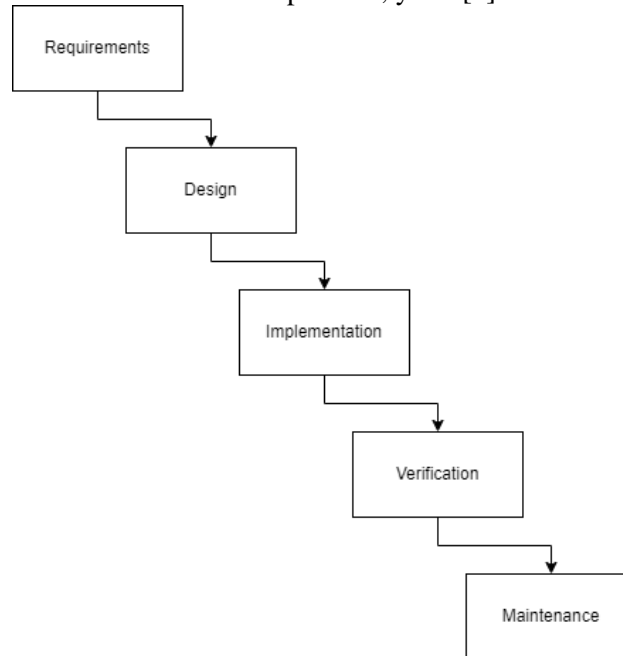 Requirements
Design
Implementation
Verification
Maintenance